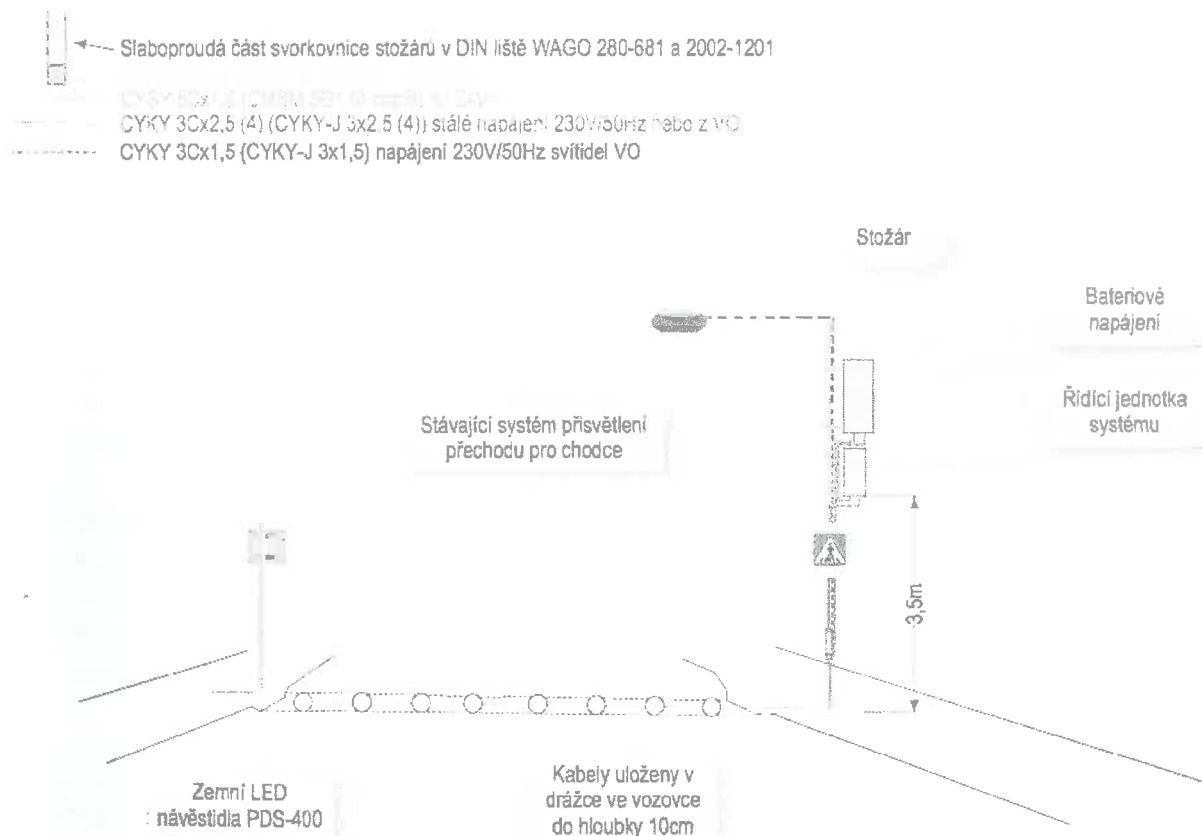 Slaboproudá část svorkovnice stožárů v DIN liště WAGO 280-681 a 2002-1201
CYKY 3Cx2,5 (4) (CYKY-J 3x2,5 (4)) stálé napájení 230V/50Hz nebo z VO
CYKY 3Cx1,5 (CYKY-J 3x1,5) napájení 230V/50Hz svítidel VO
Stožár
Bateriové
napájení
Řídící jednotka
systému
Stávající systém přisvětlení
přechodu pro chodce
3,5m
Zemní LED
návěstidla PDS-400
Kabely uloženy v
drážce ve vozovce
do hloubky 10cm